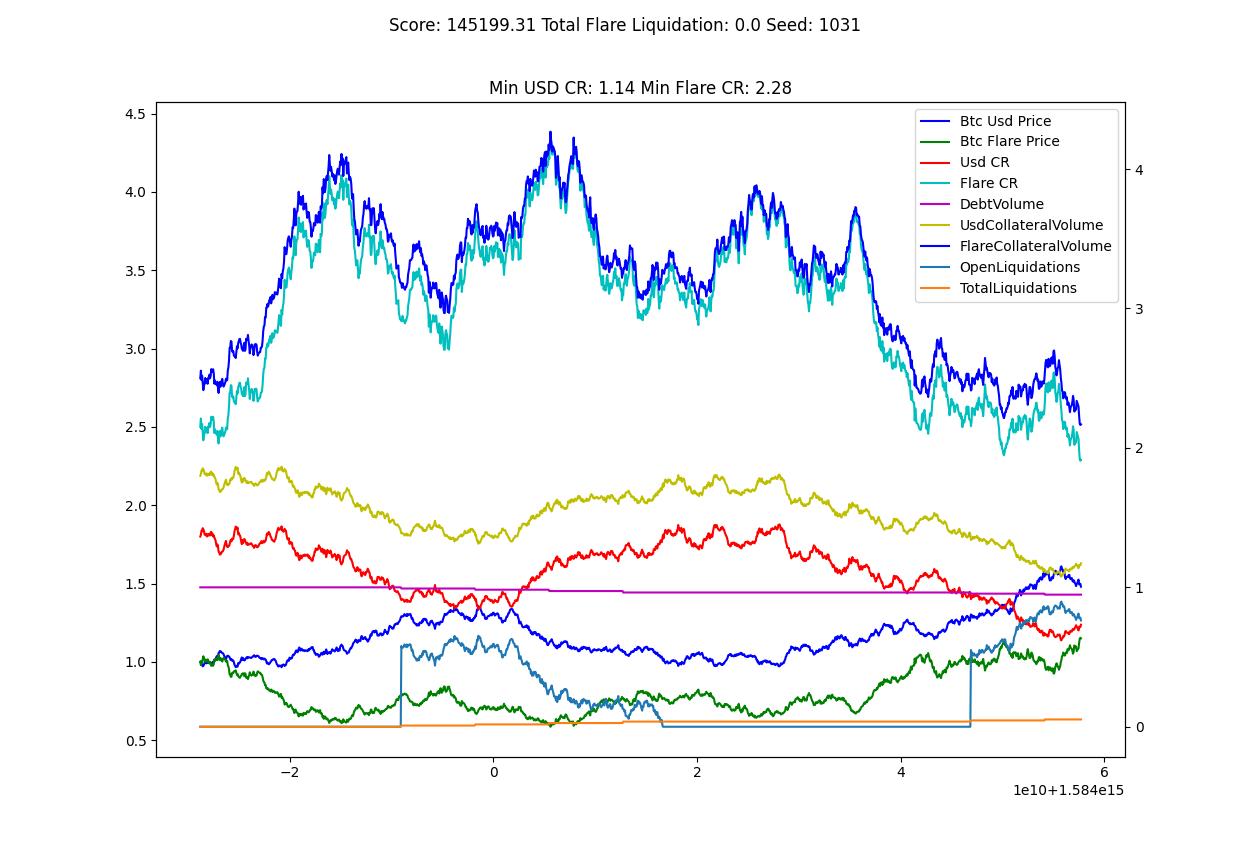 Score: 145199.31 Total Flare Liquidation: 0.0 Seed: 1031
Min USD CR: 1.14 Min Flare CR: 2.28
4.5
4.0
3.5
3.0
2.5
2.0
1.5
1.0
0.5
Btc Usd Price
Btc Flare Price
Usd CR
Flare CR
DebtVolume
UsdCollateralVolume
FlareCollateralVolume
OpenLiquidations
TotalLiquidations
4
3
2
1
0
−2
0
2
4
6
1e10+1.584e15